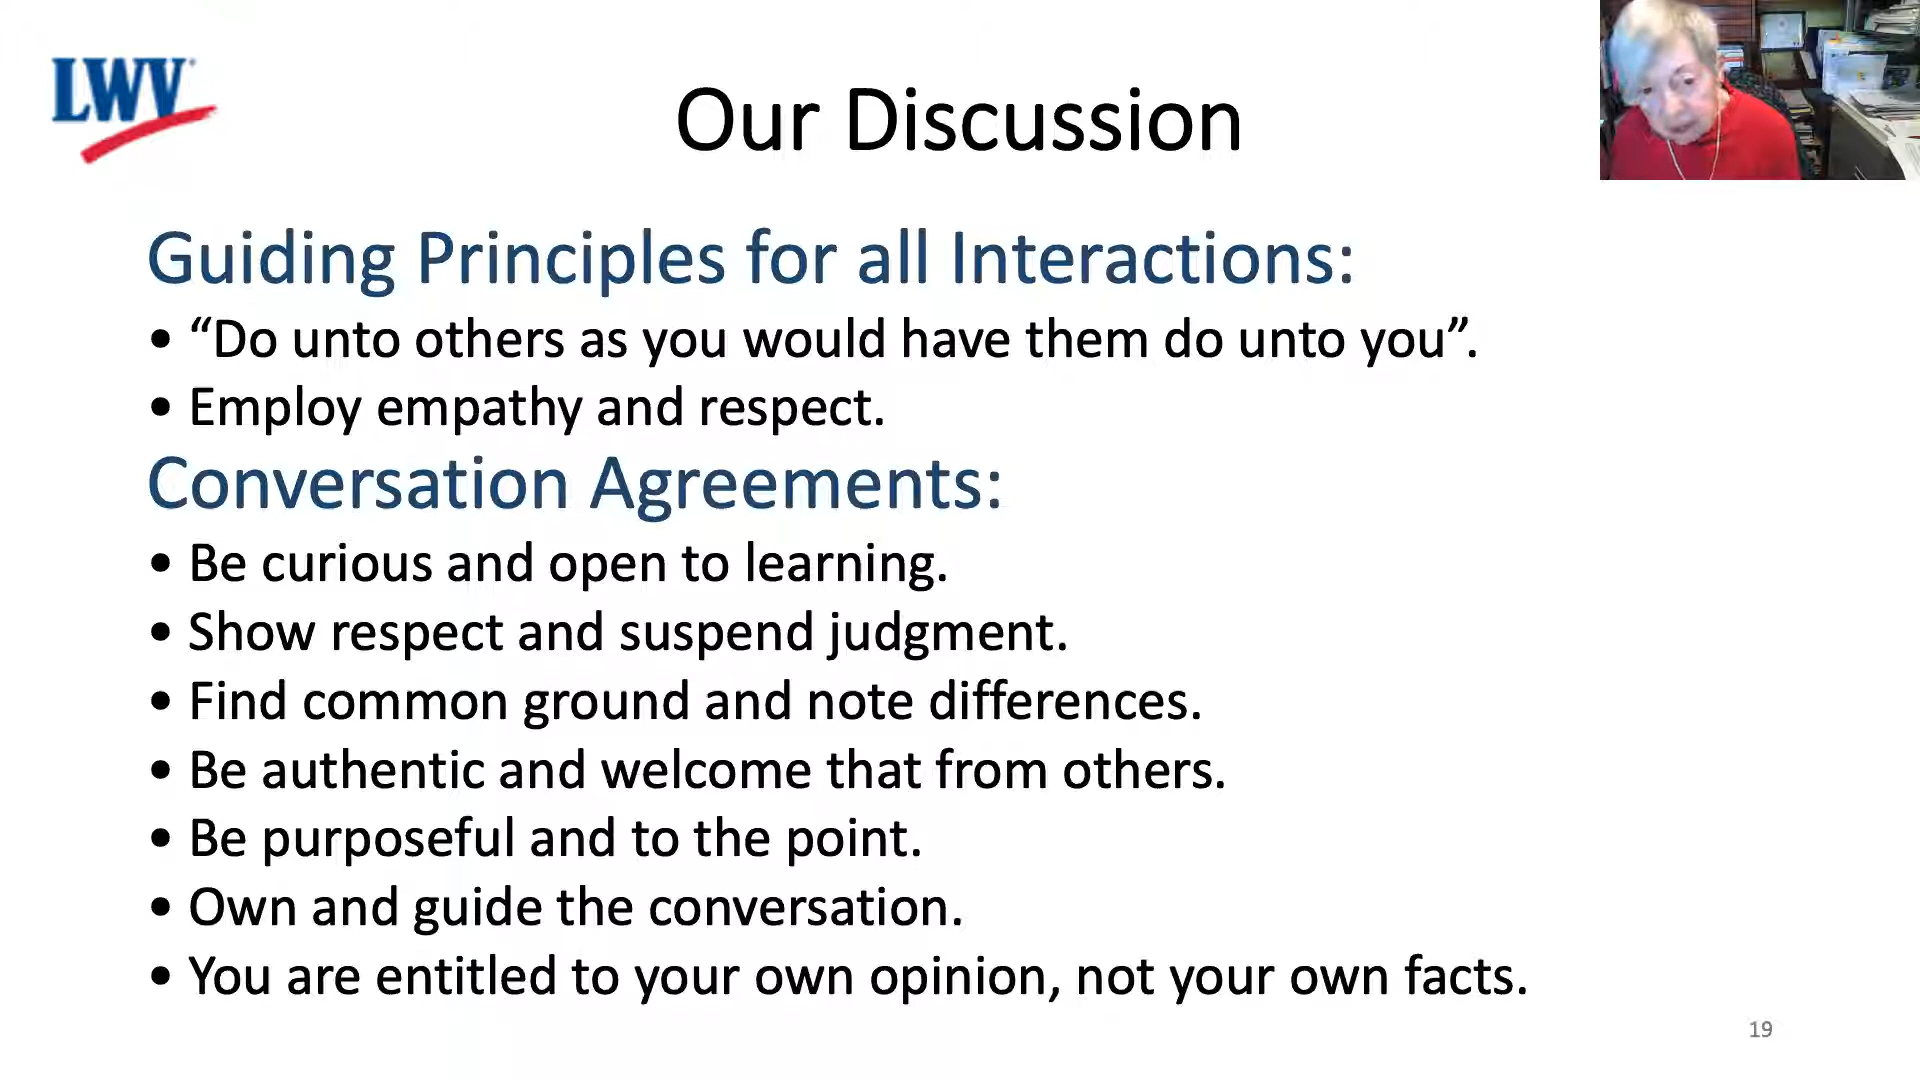 LWV
Our Discussion
Guiding Principles for all Interactions:
• “Do unto others as you would have them do unto you”.
• Employ empathy and respect.
Conversation Agreements:
• Be curious and open to learning.
• Show respect and suspend judgment.
• Find common ground and note differences.
• Be authentic and welcome that from others.
• Be purposeful and to the point.
• Own and guide the conversation.
• You are entitled to your own opinion, not your own facts.
19